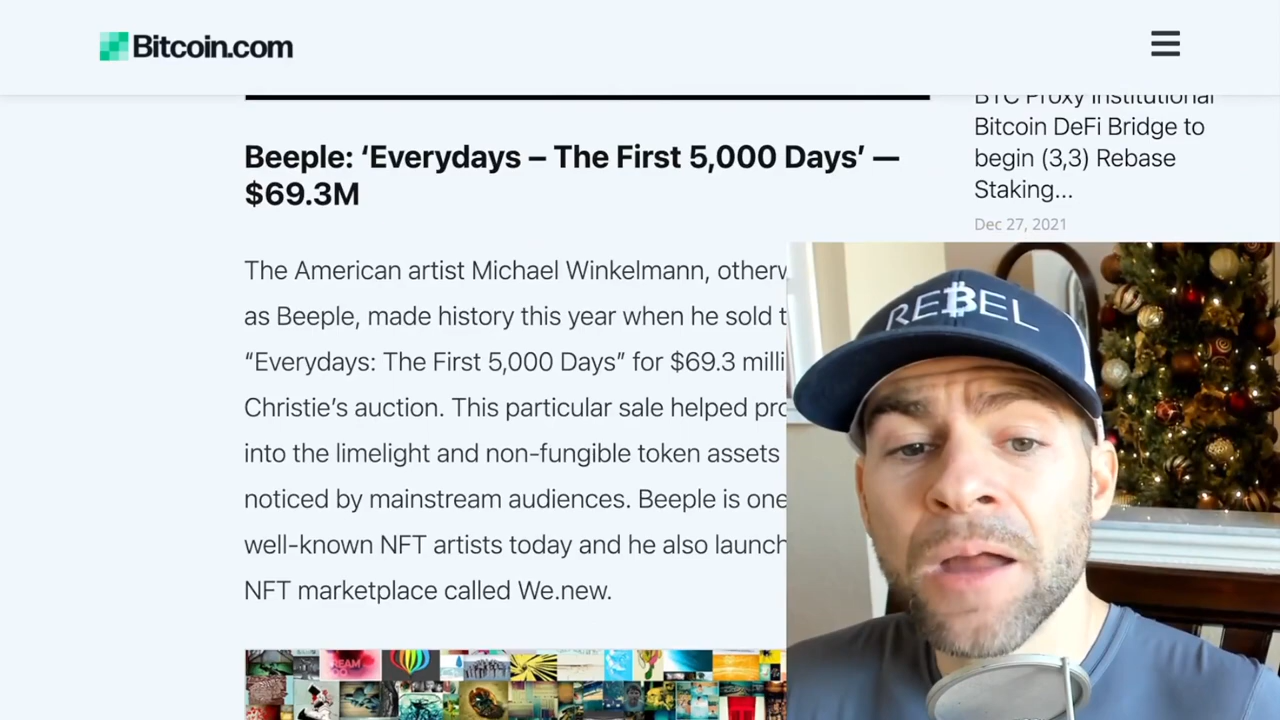 Bitcoin.com
Beeple: ‘Everydays – The First 5,000 Days’ —
$69.3M
The American artist Michael Winkelmann,
as Beeple, made history this year when he sold
“Everydays: The First 5,000 Days” for $69.3
Christie’s auction. This particular sale helped
into the limelight and non-fungible token assets
noticed by mainstream audiences. Beeple is one
well-known NFT artists today and he also
NFT marketplace called We.new.
BTC Proxy Institutional
Bitcoin DeFi Bridge to
begin (3,3) Rebase
Staking...
Dec 27, 2021
REBEL